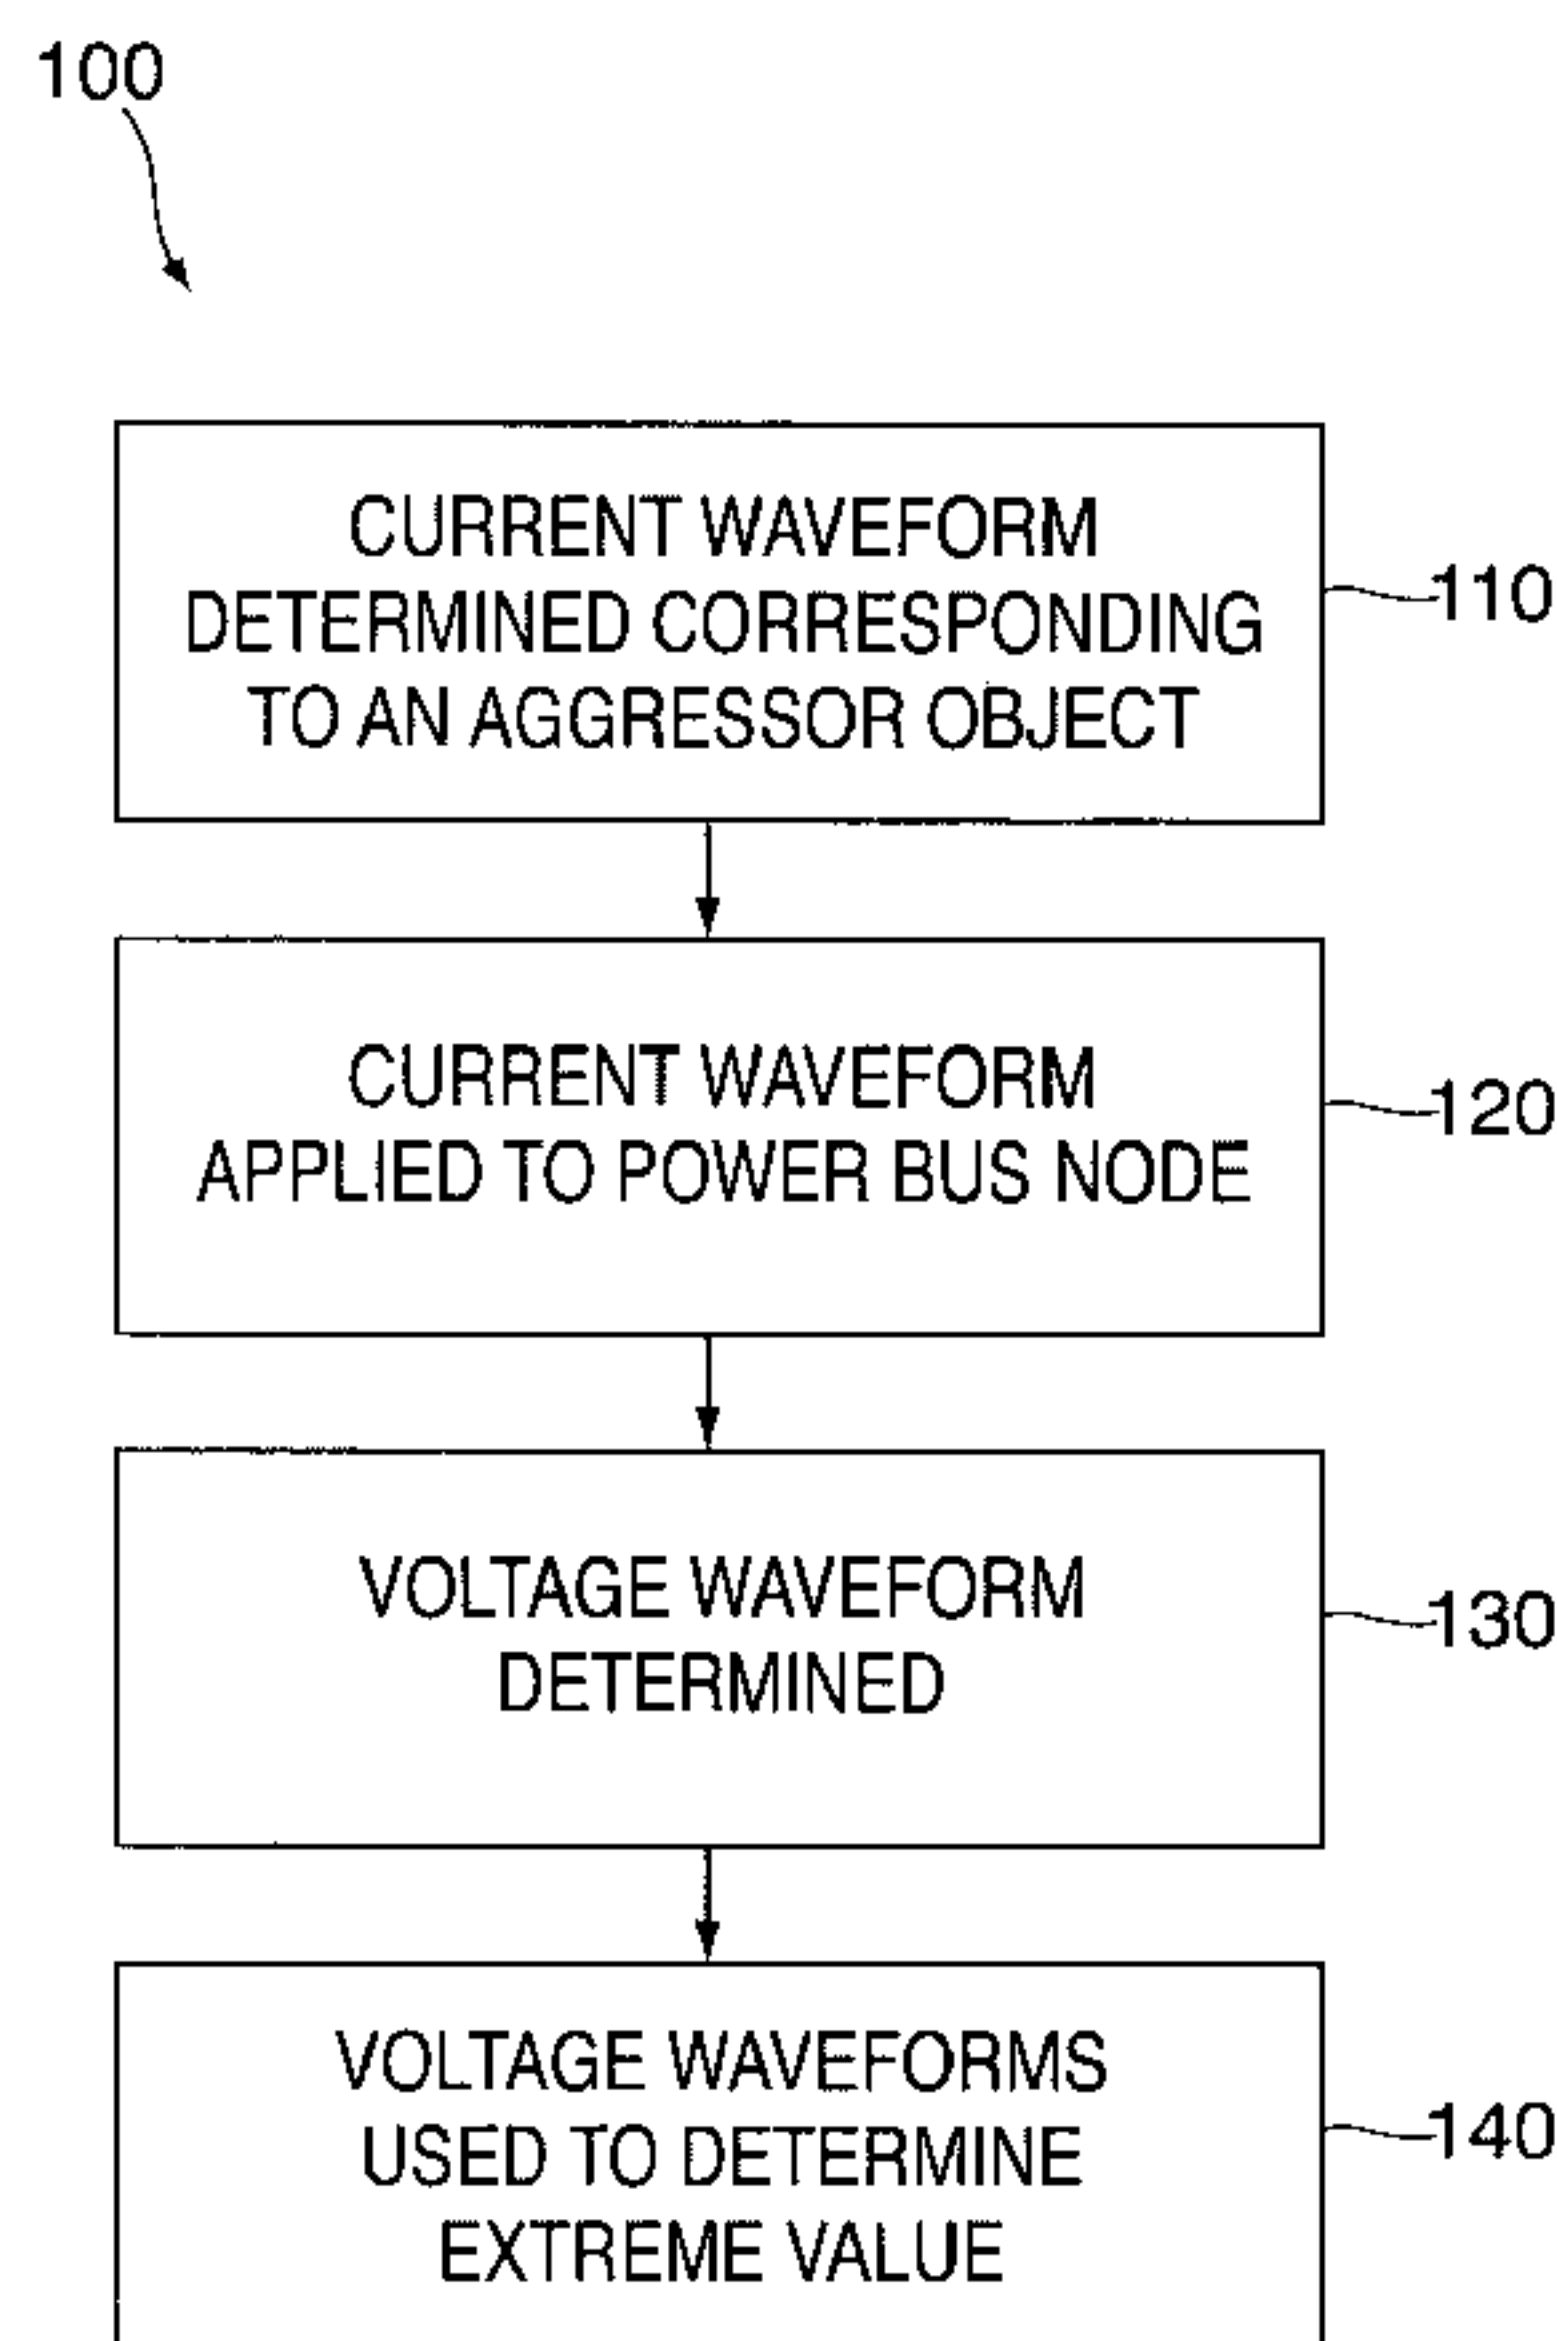 100
CURRENT WAVEFORM
DETERMINED CORRESPONDING
TO AN AGGRESSOR OBJECT
110
CURRENT WAVEFORM
APPLIED TO POWER BUS NODE
120
VOLTAGE WAVEFORM
DETERMINED
130
VOLTAGE WAVEFORMS
USED TO DETERMINE
EXTREME VALUE
140